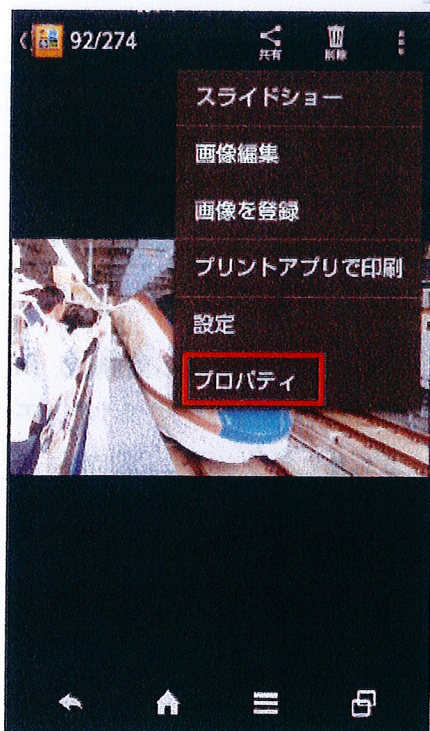 92/274
共有
削除
スライドショー
画像編集
画像を登録
プリントアプリで印刷
設定
プロパティ